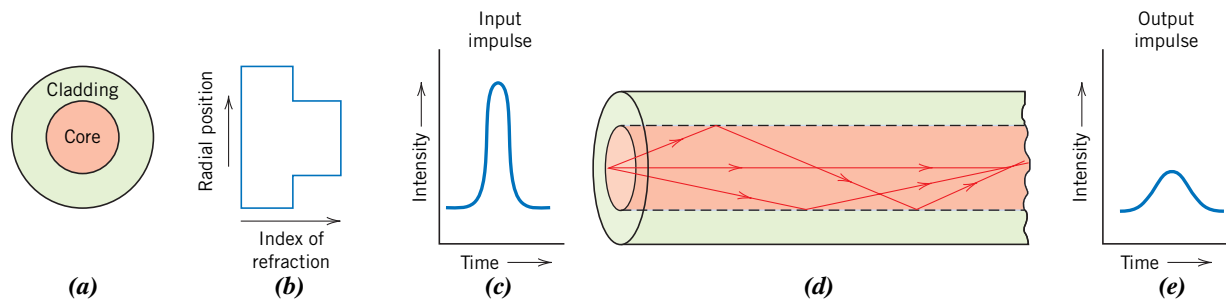 Cladding
Core
(a)
Radial position
Index of
refraction
(b)
Input
impulse
Intensity
Time
(c)
(d)
Output
impulse
Intensity
Time
(e)